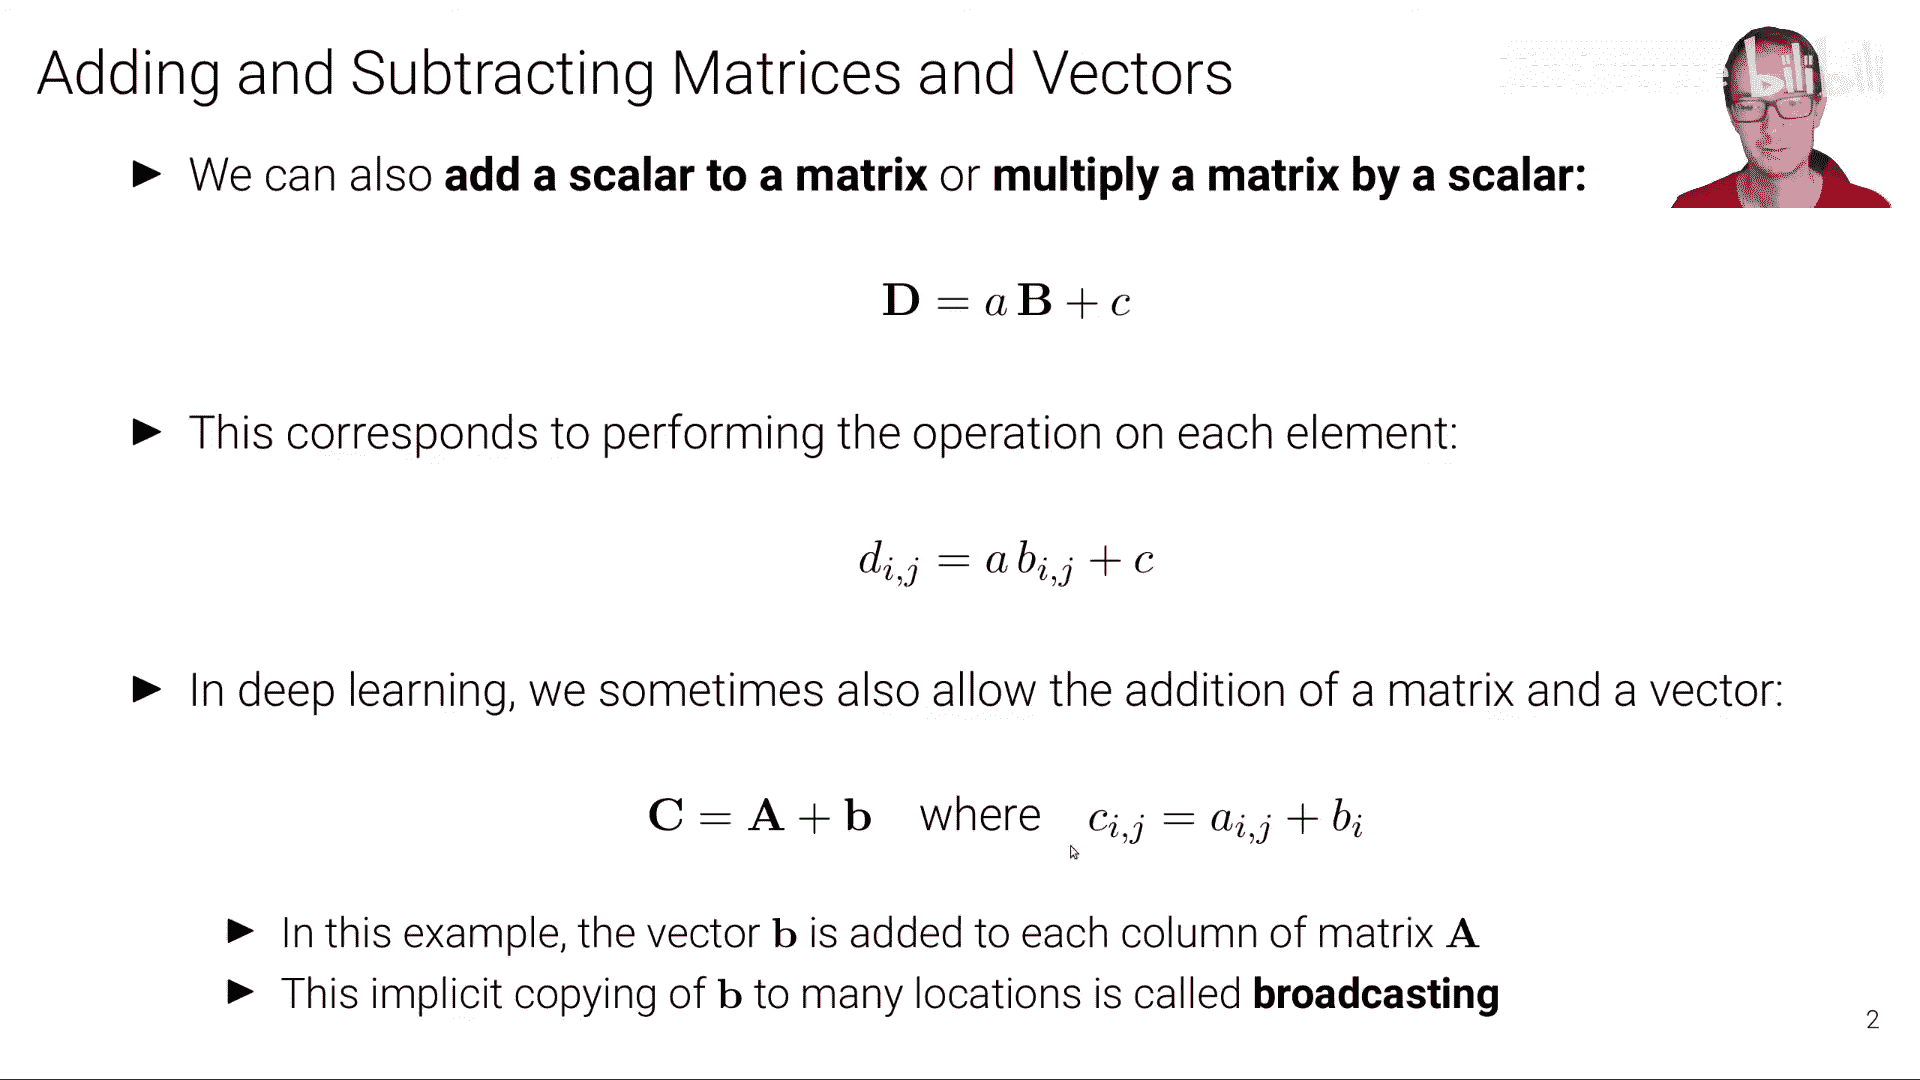 Adding and Subtracting Matrices and Vectors
bilibili
▶ We can also add a scalar to a matrix or multiply a matrix by a scalar:
D = a B + c
▶ This corresponds to performing the operation on each element:
d_{i,j} = a b_{i,j} + c
▶ In deep learning, we sometimes also allow the addition of a matrix and a vector:
C = A + b where c_{i,j} = a_{i,j} + b_i
▶ In this example, the vector b is added to each column of matrix A
▶ This implicit copying of b to many locations is called broadcasting
2